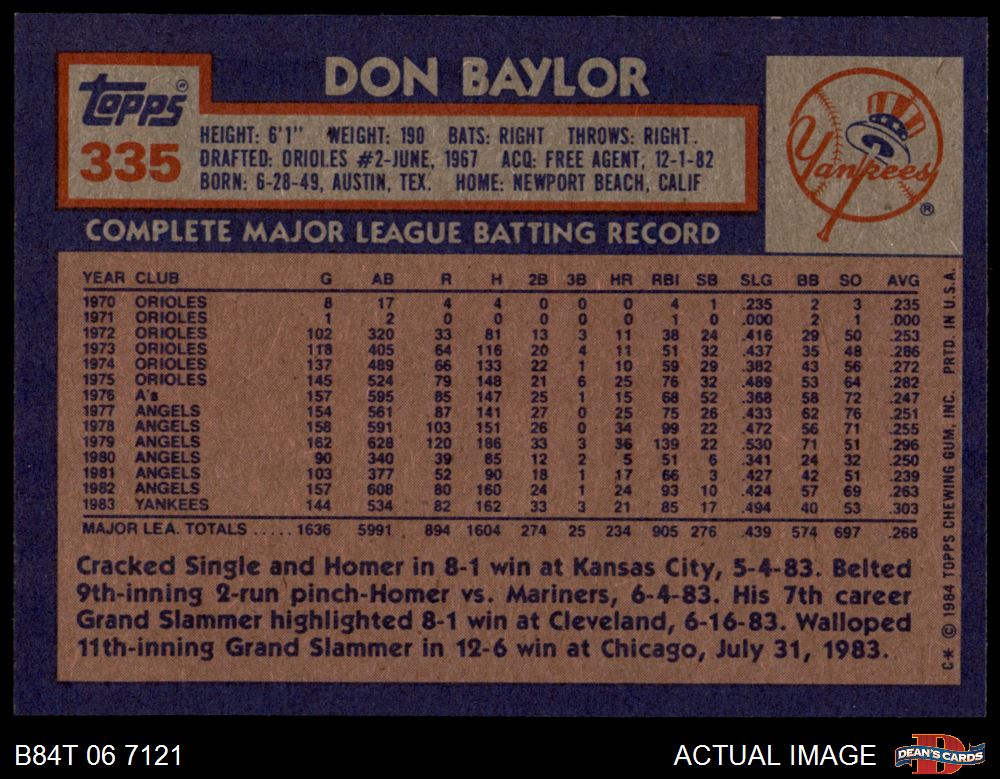 DON BAYLOR
Topps®
335
HEIGHT: 6'1" WEIGHT: 190 BATS: RIGHT THROWS: RIGHT
DRAFTED: ORIOLES #2-JUNE, 1967 ACQ: FREE AGENT, 12-1-82
BORN: 6-28-49, AUSTIN, TEX. HOME: NEWPORT BEACH, CALIF
Yankees
®
COMPLETE MAJOR LEAGUE BATTING RECORD
YEAR CLUB G AB R H 2B 3B HR RBI SB SLG BB SO AVG
1970 ORIOLES 8 17 4 4 0 0 0 4 1 .235 2 3 .235
1971 ORIOLES 1 2 0 0 0 0 0 1 0 .000 2 1 .000
1972 ORIOLES 102 320 33 81 13 3 11 38 24 .416 29 50 .253
1973 ORIOLES 118 405 64 116 20 4 11 51 32 .437 35 48 .286
1974 ORIOLES 137 489 66 133 22 1 10 59 29 .382 43 56 .272
1975 ORIOLES 145 524 79 148 21 6 25 76 32 .489 53 64 .282
1976 A's 157 595 85 147 25 1 15 68 52 .368 58 72 .247
1977 ANGELS 154 561 87 141 27 0 25 75 26 .433 62 76 .251
1978 ANGELS 158 591 103 151 26 0 34 99 22 .472 56 71 .255
1979 ANGELS 162 628 120 186 33 3 36 139 22 .530 71 51 .296
1980 ANGELS 90 340 39 85 12 2 5 51 6 .341 24 32 .250
1981 ANGELS 103 377 52 90 18 1 17 66 3 .427 42 51 .239
1982 ANGELS 157 608 80 160 24 1 24 93 10 .424 57 69 .263
1983 YANKEES 144 534 82 162 33 3 21 85 17 .494 40 53 .303
MAJOR LEA. TOTALS ..... 1636 5991 894 1604 274 25 234 905 276 .439 574 697 .268
Cracked Single and Homer in 8-1 win at Kansas City, 5-4-83. Belted
9th-inning 2-run pinch-Homer vs. Mariners, 6-4-83. His 7th career
Grand Slammer highlighted 8-1 win at Cleveland, 6-16-83. Walloped
11th-inning Grand Slammer in 12-6 win at Chicago, July 31, 1983.
C* © 1984 TOPPS CHEWING GUM, INC. PRTD. IN U.S.A.
B84T 06 7121
ACTUAL IMAGE
DEAN'S CARDS